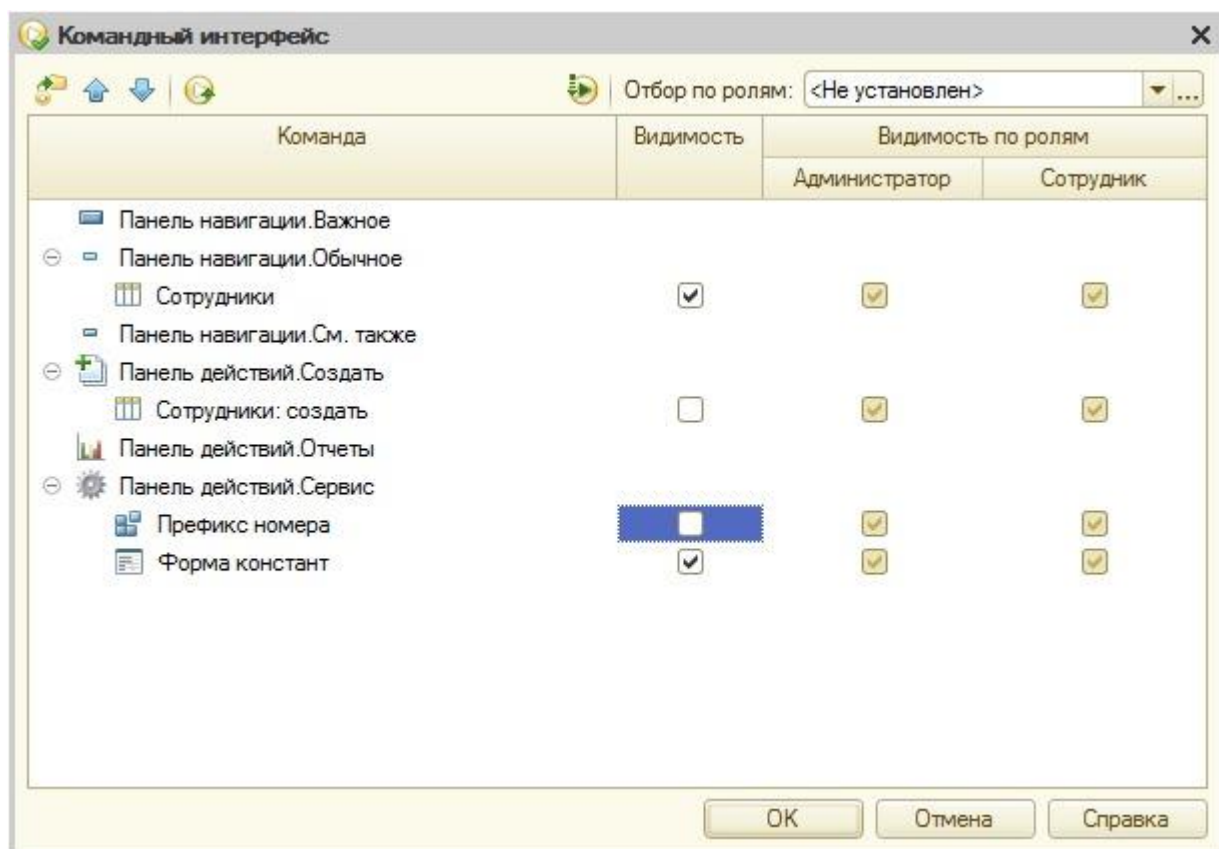 Командный интерфейс
Отбор по ролям: <Не установлен>
Команда Видимость Видимость по ролям
Администратор Сотрудник
Панель навигации.Важное
Панель навигации.Обычное
Сотрудники
Панель навигации.См. также
Панель действий.Создать
Сотрудники: создать
Панель действий.Отчеты
Панель действий.Сервис
Префикс номера
Форма констант
OK Отмена Справка